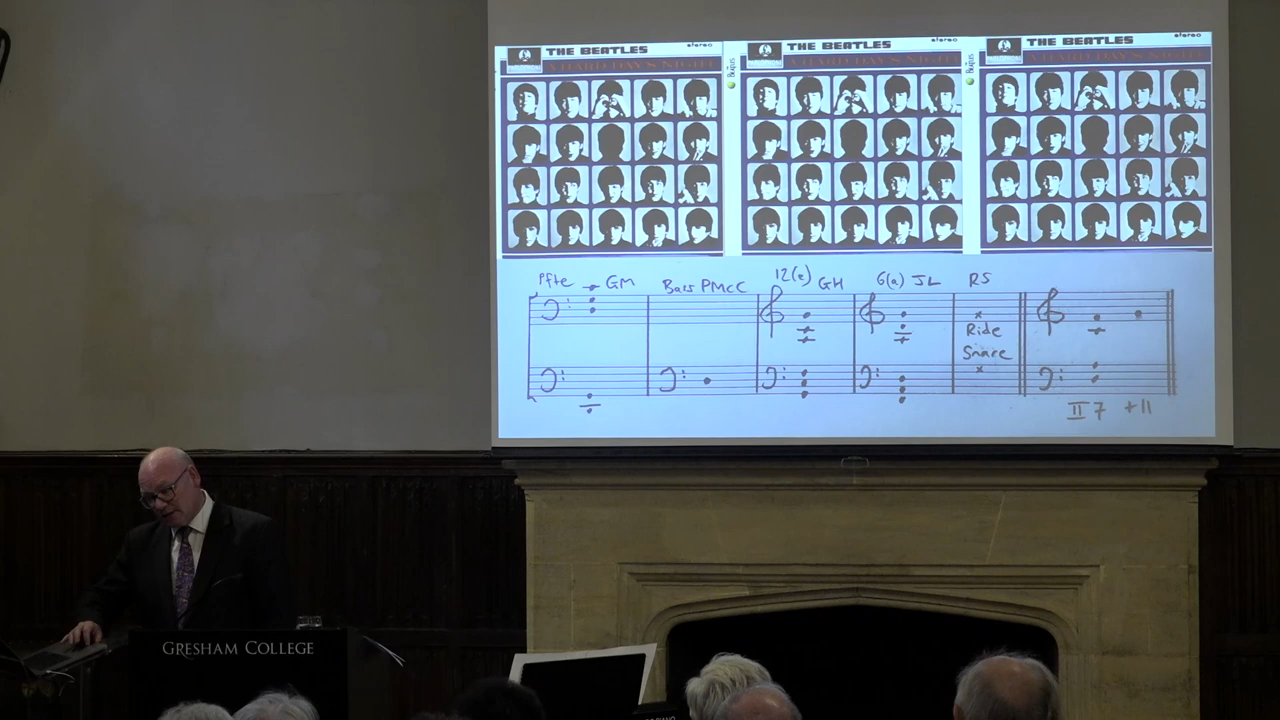 THE BEATLES stereo
A HARD DAY'S NIGHT
THE BEATLES stereo
A HARD DAY'S NIGHT
THE BEATLES stereo
A HARD DAY'S NIGHT
Pfte GM
Bass PMcC
12(e) GH
6(a) JL
RS
Ride
Snare
II7 +11
GRESHAM COLLEGE